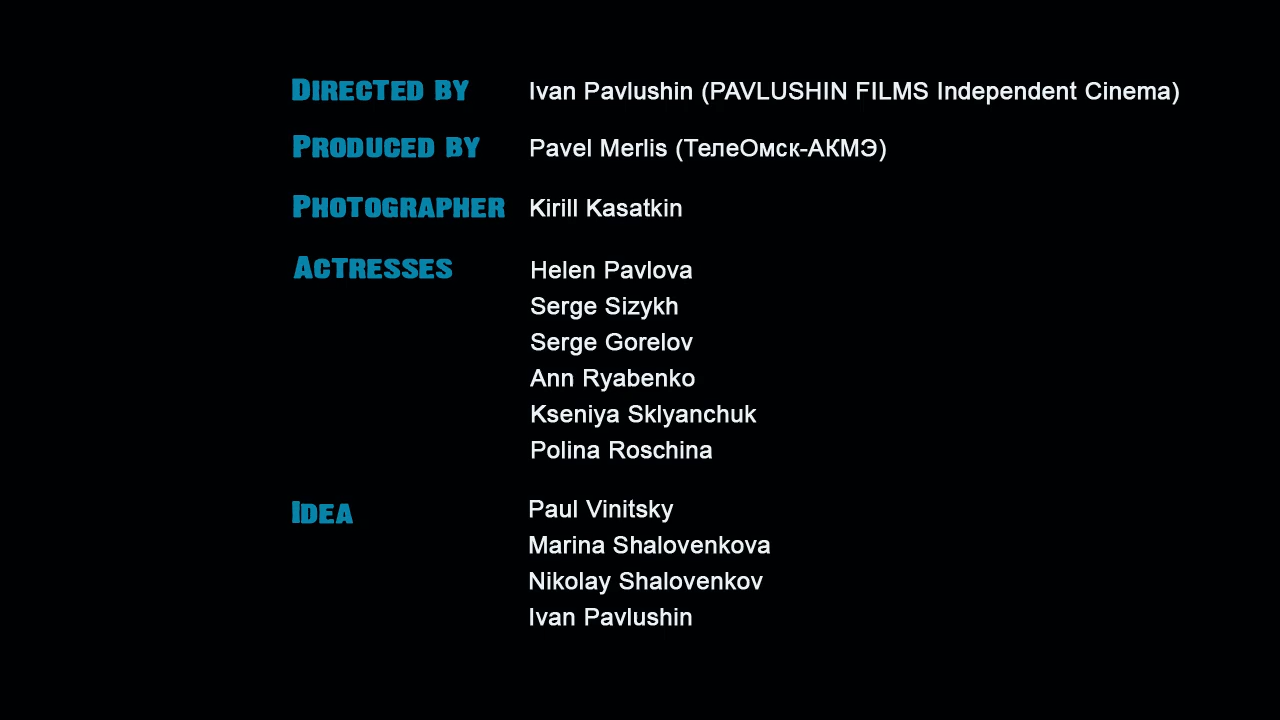 DIRECTED BY Ivan Pavlushin (PAVLUSHIN FILMS Independent Cinema)
PRODUCED BY Pavel Merlis (ТелеОмск-АКМЭ)
PHOTOGRAPHER Kirill Kasatkin
ACTRESSES Helen Pavlova
Serge Sizykh
Serge Gorelov
Ann Ryabenko
Kseniya Sklyanchuk
Polina Roschina
IDEA Paul Vinitsky
Marina Shalovenkova
Nikolay Shalovenkov
Ivan Pavlushin